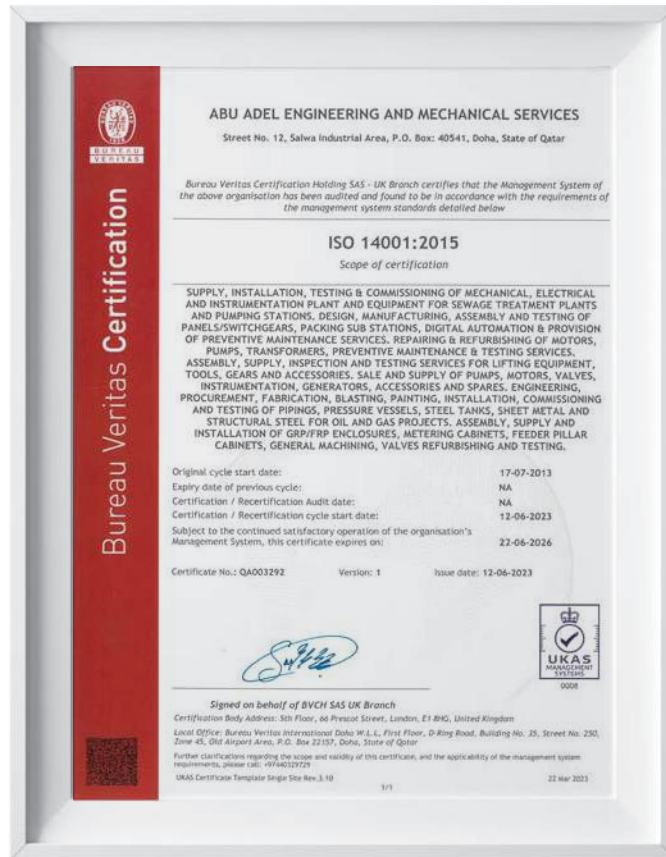 BUREAU
VERITAS
Bureau Veritas Certification
ABU ADEL ENGINEERING AND MECHANICAL SERVICES
Street No. 12, Salwa Industrial Area, P.O. Box: 40541, Doha, State of Qatar
Bureau Veritas Certification Holding SAS - UK Branch certifies that the Management System of
the above organisation has been audited and found to be in accordance with the requirements of
the management system standards detailed below
ISO 14001:2015
Scope of certification
SUPPLY, INSTALLATION, TESTING & COMMISSIONING OF MECHANICAL, ELECTRICAL
AND INSTRUMENTATION PLANT AND EQUIPMENT FOR SEWAGE TREATMENT PLANTS
AND PUMPING STATIONS. DESIGN, MANUFACTURING, ASSEMBLY AND TESTING OF
PANELS/SWITCHGEARS, PACKING SUB STATIONS, DIGITAL AUTOMATION & PROVISION
OF PREVENTIVE MAINTENANCE SERVICES. REPAIRING & REFURBISHING OF MOTORS,
PUMPS, TRANSFORMERS, PREVENTIVE MAINTENANCE & TESTING SERVICES.
ASSEMBLY, SUPPLY, INSPECTION AND TESTING SERVICES FOR LIFTING EQUIPMENT,
TOOLS, GEARS AND ACCESSORIES. SALE AND SUPPLY OF PUMPS, MOTORS, VALVES,
INSTRUMENTATION, GENERATORS, ACCESSORIES AND SPARES. ENGINEERING,
PROCUREMENT, FABRICATION, BLASTING, PAINTING, INSTALLATION, COMMISSIONING
AND TESTING OF PIPINGS, PRESSURE VESSELS, STEEL TANKS, SHEET METAL AND
STRUCTURAL STEEL FOR OIL AND GAS PROJECTS. ASSEMBLY, SUPPLY AND
INSTALLATION OF GRP/FRP ENCLOSURES, METERING CABINETS, FEEDER PILLAR
CABINETS, GENERAL MACHINING, VALVES REFURBISHING AND TESTING.
Original cycle start date: 17-07-2013
Expiry date of previous cycle: NA
Certification / Recertification Audit date: NA
Certification / Recertification cycle start date: 12-06-2023
Subject to the continued satisfactory operation of the organisation's
Management System, this certificate expires on: 22-06-2026
Certificate No.: QA003292 Version: 1 Issue date: 12-06-2023
UKAS
MANAGEMENT
SYSTEMS
0008
Signed on behalf of BVCH SAS UK Branch
Certification Body Address: 5th Floor, 66 Prescot Street, London, E1 8HG, United Kingdom
Local Office: Bureau Veritas International Doha W.L.L, First Floor, D-Ring Road, Building No. 35, Street No. 250,
Zone 45, Old Airport Area, P.O. Box 22157, Doha, State of Qatar
Further clarifications regarding the scope and validity of this certificate, and the applicability of the management system
requirements, please call: +97440329729
UKAS Certificate Template Single Site Rev.3.10 22 Mar 2023
1/1